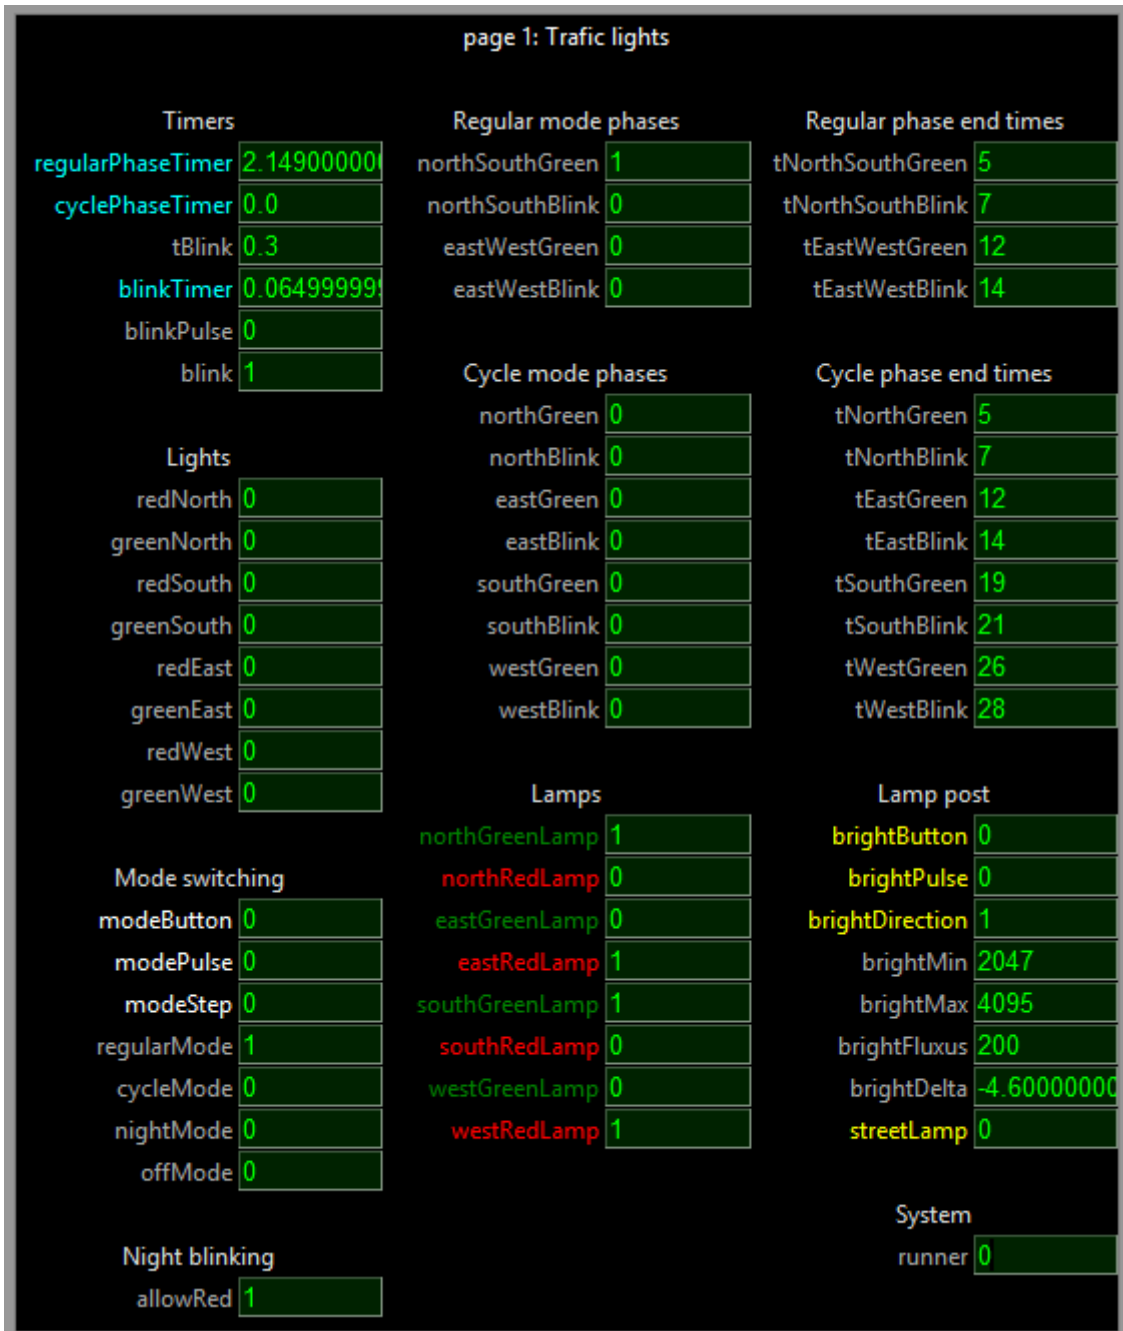 page 1: Trafic lights
Timers
regularPhaseTimer 2.149000000
cyclePhaseTimer 0.0
tBlink 0.3
blinkTimer 0.064999999
blinkPulse 0
blink 1
Lights
redNorth 0
greenNorth 0
redSouth 0
greenSouth 0
redEast 0
greenEast 0
redWest 0
greenWest 0
Mode switching
modeButton 0
modePulse 0
modeStep 0
regularMode 1
cycleMode 0
nightMode 0
offMode 0
Night blinking
allowRed 1
Regular mode phases
northSouthGreen 1
northSouthBlink 0
eastWestGreen 0
eastWestBlink 0
Cycle mode phases
northGreen 0
northBlink 0
eastGreen 0
eastBlink 0
southGreen 0
southBlink 0
westGreen 0
westBlink 0
Lamps
northGreenLamp 1
northRedLamp 0
eastGreenLamp 0
eastRedLamp 1
southGreenLamp 1
southRedLamp 0
westGreenLamp 0
westRedLamp 1
Regular phase end times
tNorthSouthGreen 5
tNorthSouthBlink 7
tEastWestGreen 12
tEastWestBlink 14
Cycle phase end times
tNorthGreen 5
tNorthBlink 7
tEastGreen 12
tEastBlink 14
tSouthGreen 19
tSouthBlink 21
tWestGreen 26
tWestBlink 28
Lamp post
brightButton 0
brightPulse 0
brightDirection 1
brightMin 2047
brightMax 4095
brightFluxus 200
brightDelta -4.60000000
streetLamp 0
System
runner 0